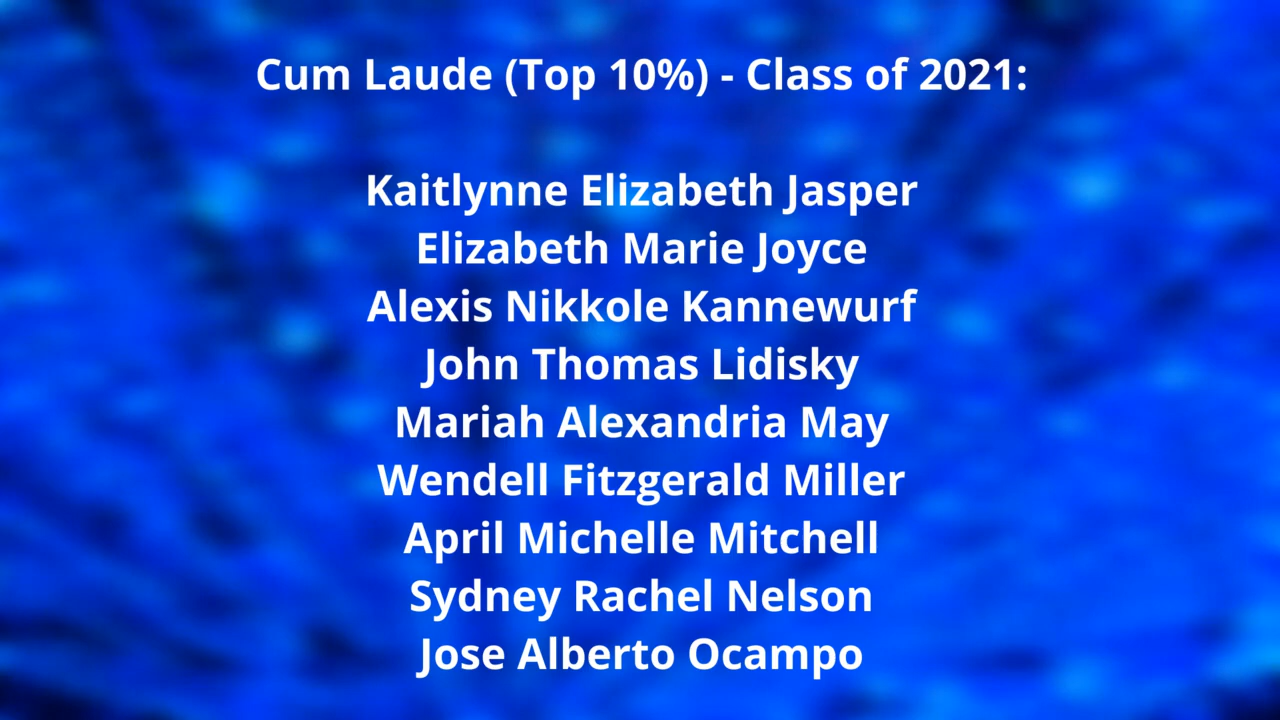 Cum Laude (Top 10%) - Class of 2021:
Kaitlynne Elizabeth Jasper
Elizabeth Marie Joyce
Alexis Nikkole Kannewurf
John Thomas Lidisky
Mariah Alexandria May
Wendell Fitzgerald Miller
April Michelle Mitchell
Sydney Rachel Nelson
Jose Alberto Ocampo